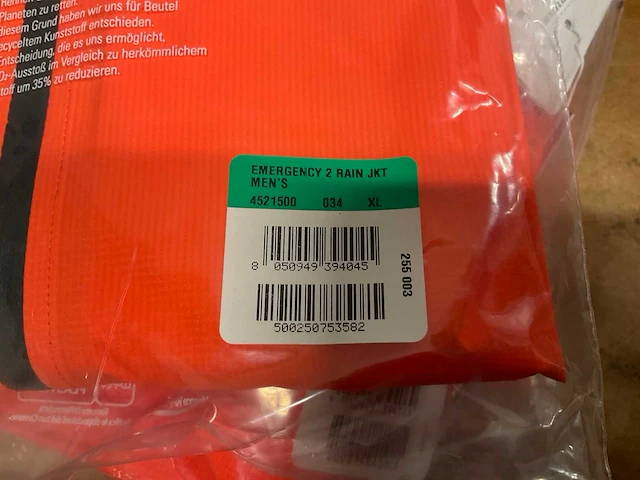 Planeten zu retten.
diesem Grund haben wir uns für Beutel
ecyceltem Kunststoff entschieden.
Entscheidung, die es uns ermöglicht,
O₂-Ausstoß im Vergleich zu herkömmlichem
toff um 35% zu reduzieren.
EMERGENCY 2 RAIN JKT
MEN'S
4521500 034 XL
8 050949 394045
255 003
500250753582